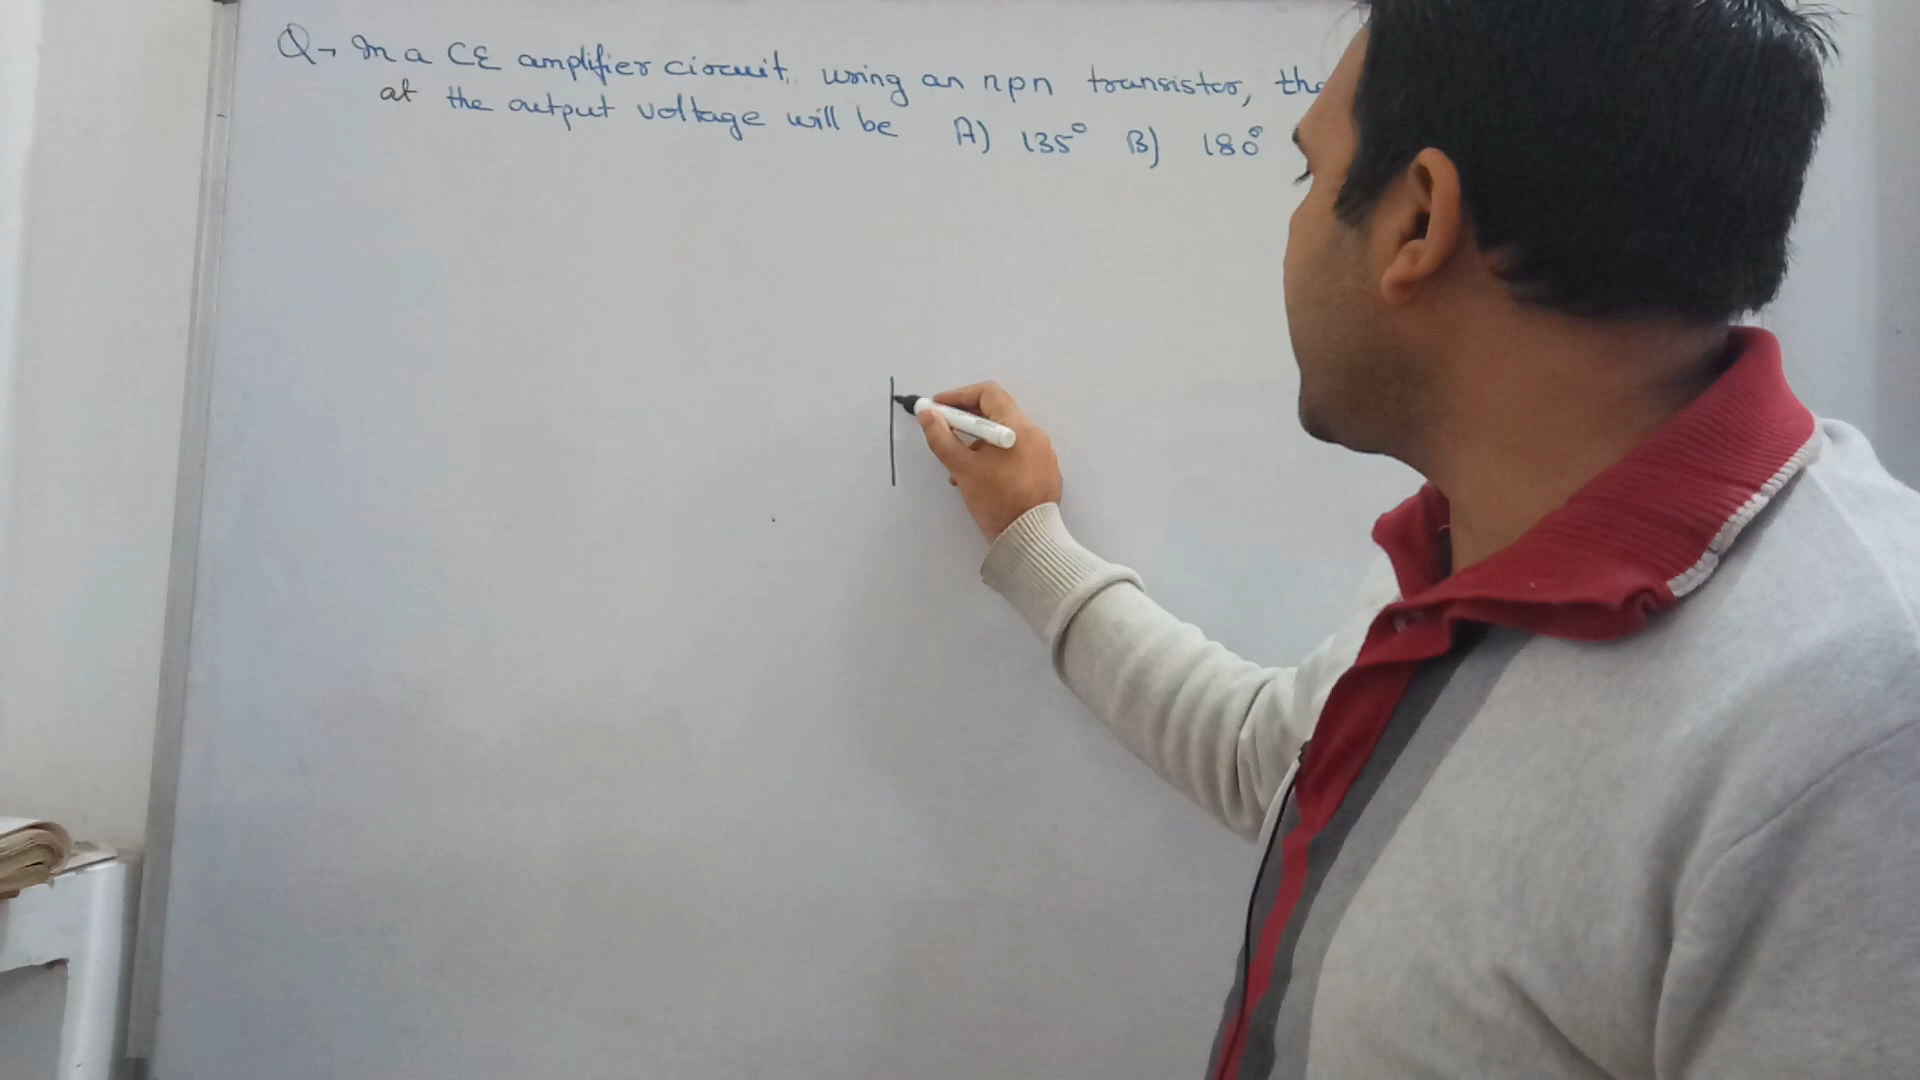 Q→ In a CE amplifier circuit, using an npn transistor, the
at the output voltage will be A) 135° B) 180°